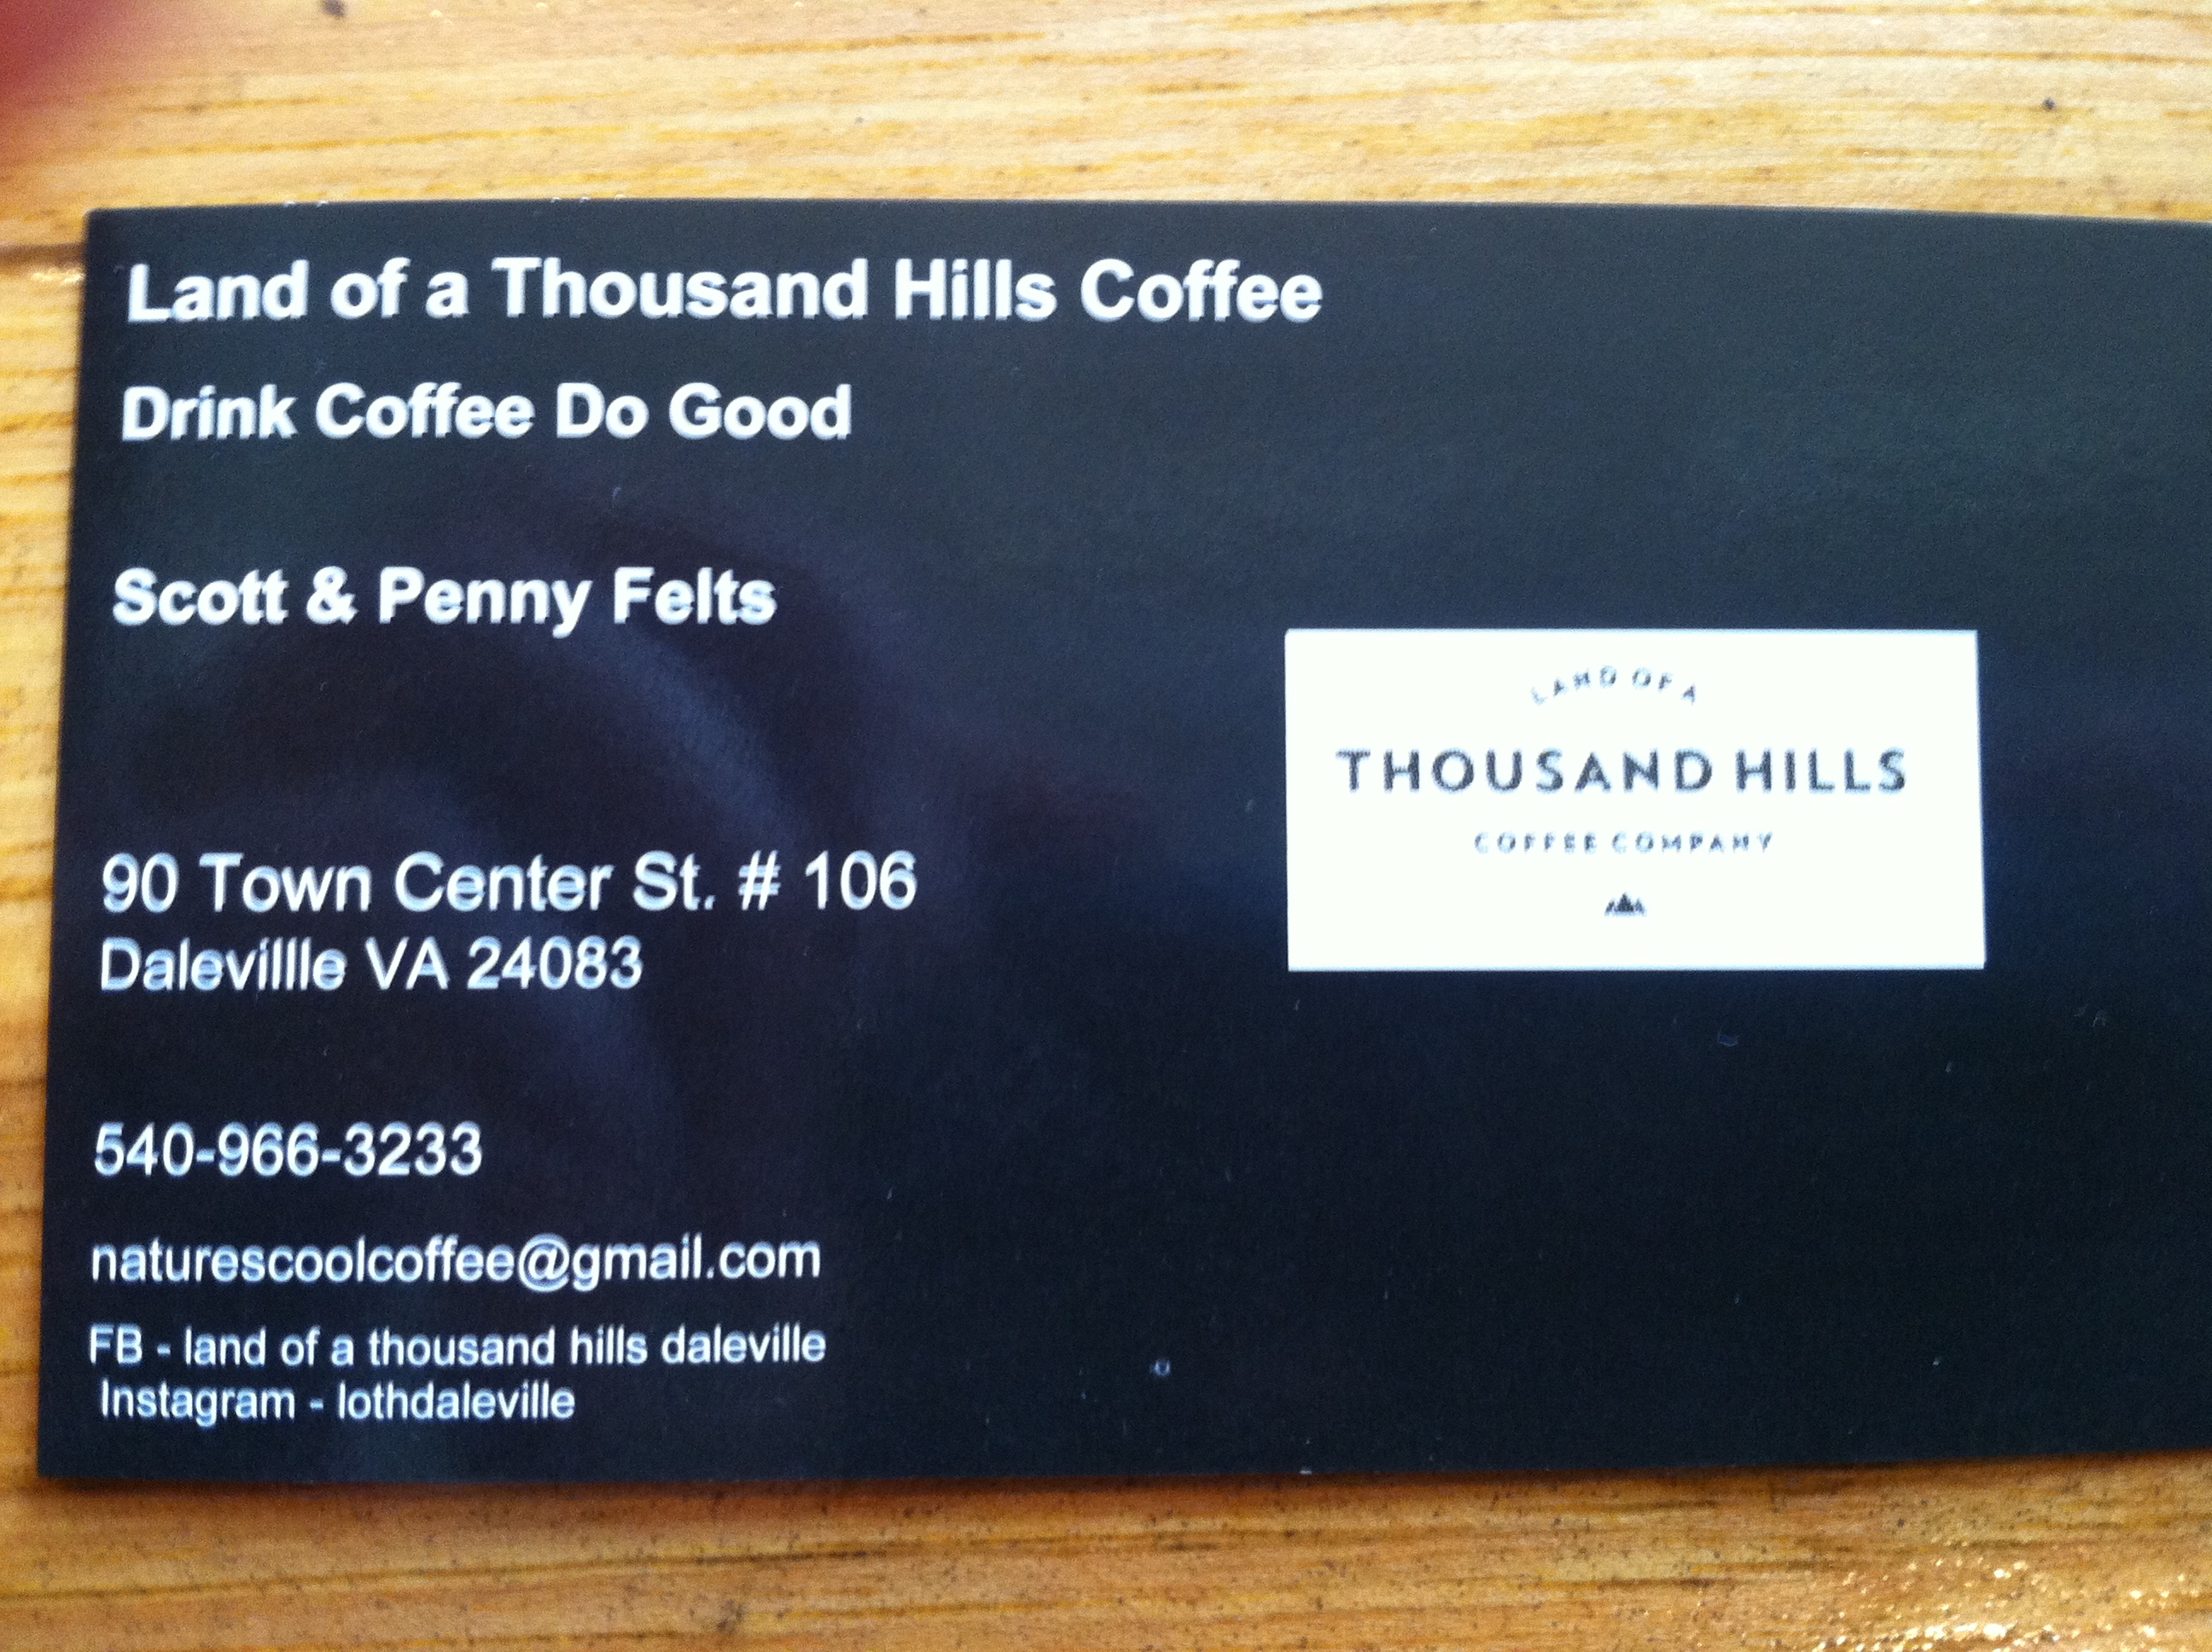 Land of a Thousand Hills Coffee
Drink Coffee Do Good
Scott & Penny Felts
90 Town Center St. # 106
Dalevillle VA 24083
540-966-3233
naturescoolcoffee@gmail.com
FB - land of a thousand hills daleville
Instagram - lothdaleville
LAND OF A
THOUSAND HILLS
COFFEE COMPANY